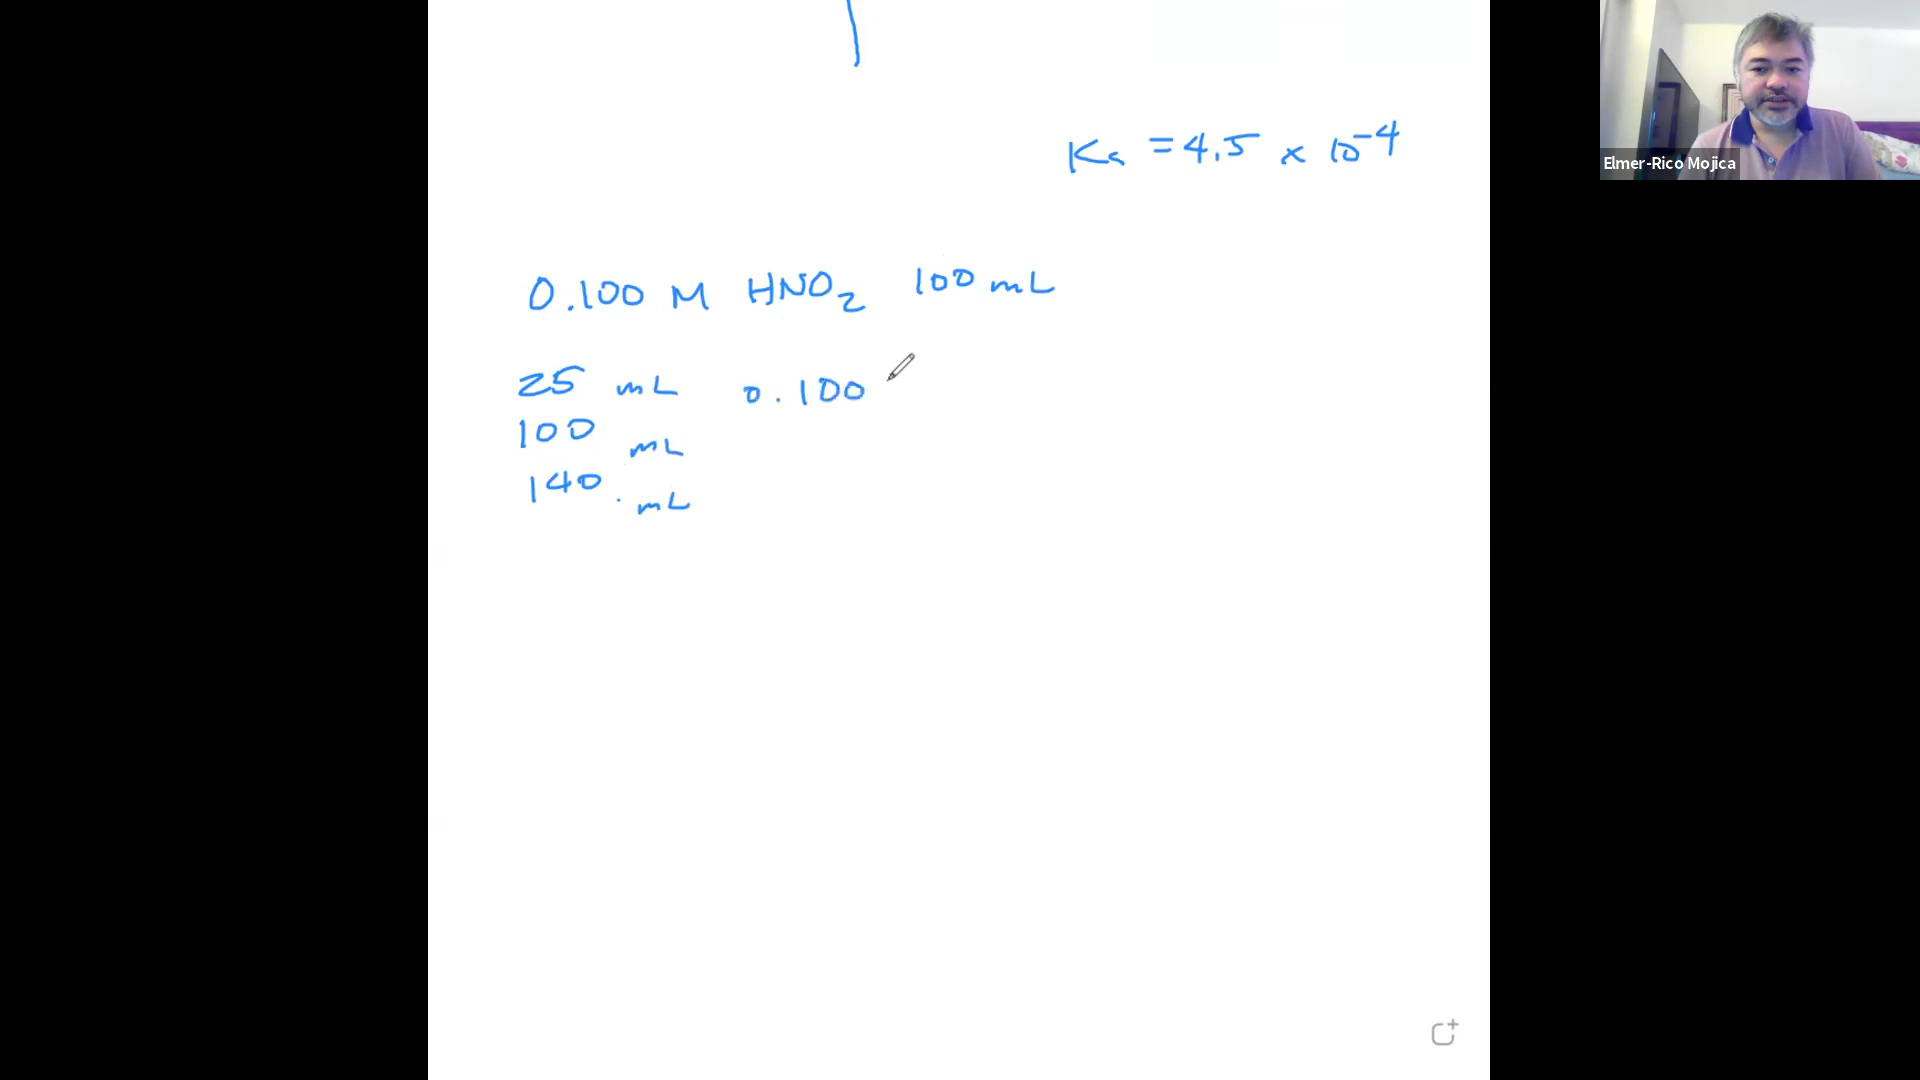 Ka = 4.5 x 10⁻⁴
Elmer-Rico Mojica
0.100 M HNO₂ 100 mL
25 mL 0.100
100 mL
140. mL